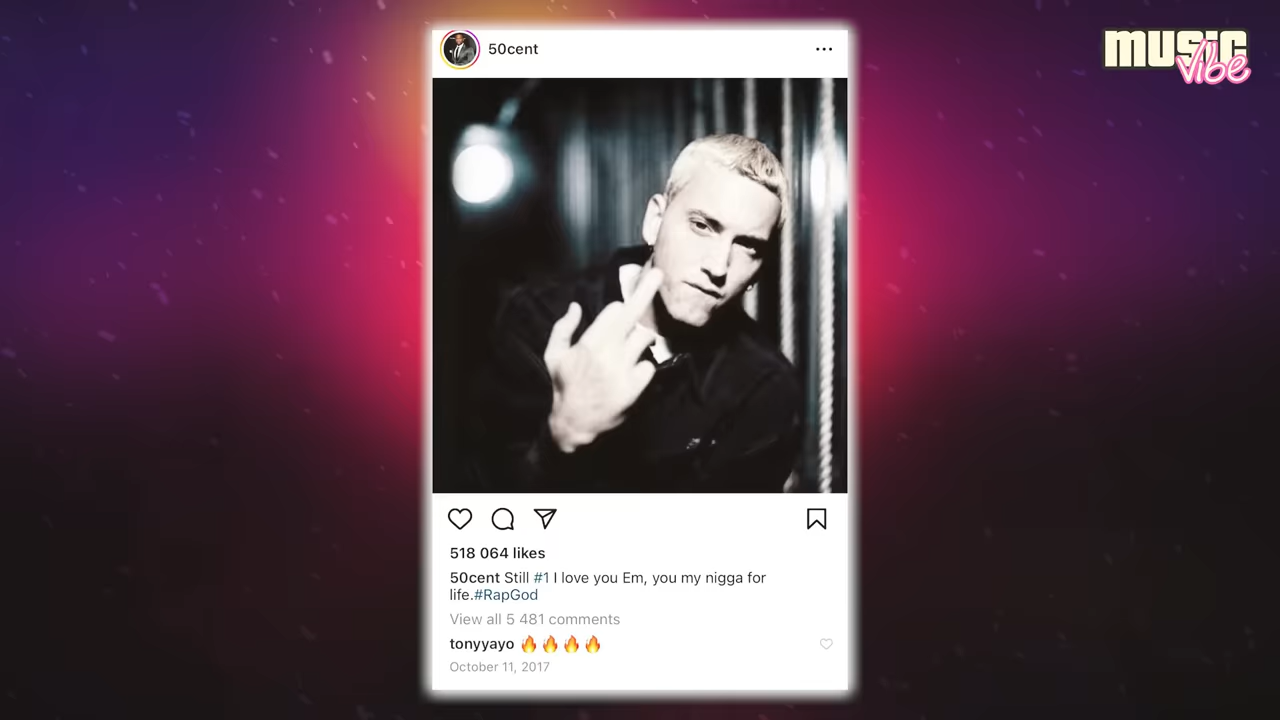 MUSIC
vibe
50cent
518 064 likes
50cent Still #1 I love you Em, you my nigga for
life.#RapGod
View all 5 481 comments
tonyyayo 🔥🔥🔥🔥
October 11, 2017